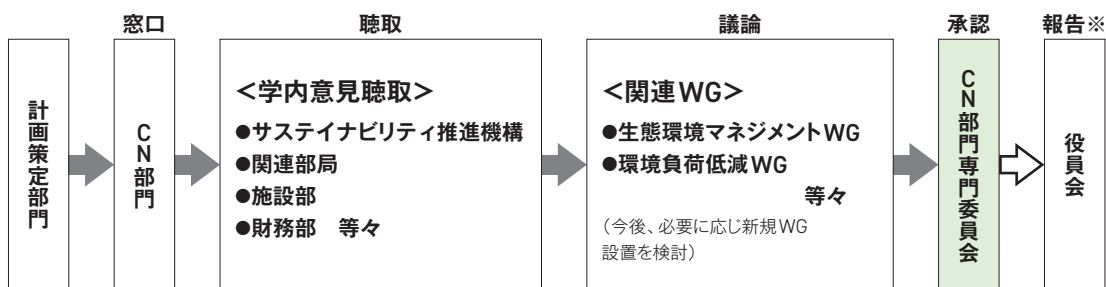 窓口
聴取
議論
承認
報告※
計画策定部門
CN部門
＜学内意見聴取＞
●サステイナビリティ推進機構
●関連部局
●施設部
●財務部　等々
＜関連WG＞
●生態環境マネジメントWG
●環境負荷低減WG
等々
（今後、必要に応じ新規WG
設置を検討）
CN部門専門委員会
役員会